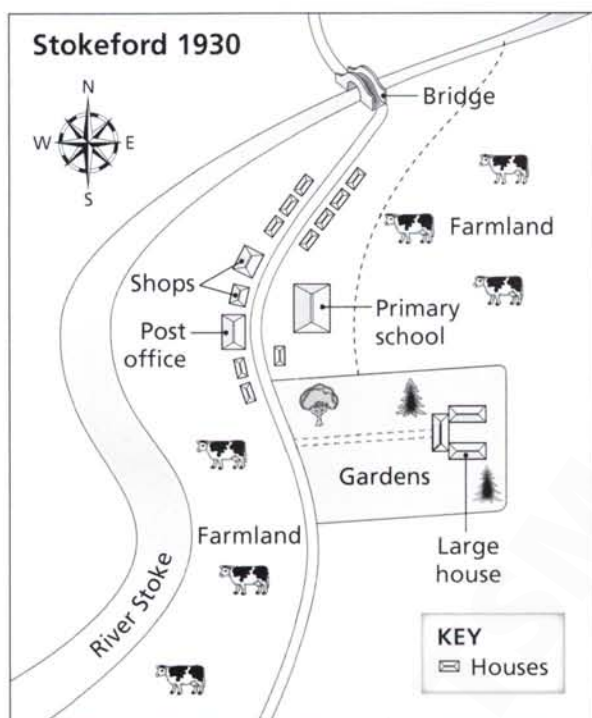 Stokeford 1930
N
W
E
S
Bridge
Farmland
Shops
Post
office
Primary
school
Gardens
Farmland
Large
house
River Stoke
KEY
Houses